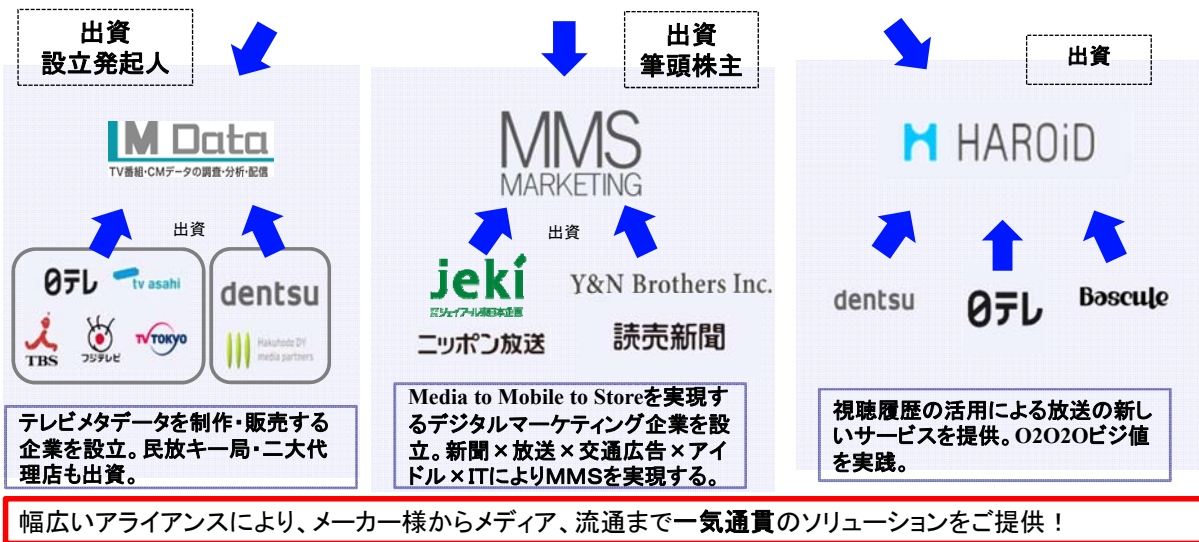 出資
設立発起人
出資
筆頭株主
出資
M Data
TV番組・CMデータの調査・分析・配信
MMS
MARKETING
HAROiD
出資
出資
日テレ
tv asahi
TBS
フジテレビ
TV TOKYO
dentsu
Hakuhodo DY
media partners
jeki
Y&N Brothers Inc.
ニッポン放送
読売新聞
dentsu
日テレ
Bascule
テレビメタデータを制作・販売する
企業を設立。民放キー局・二大代
理店も出資。
Media to Mobile to Storeを実現す
るデジタルマーケティング企業を設
立。新聞×放送×交通広告×アイ
ドル×ITによりMMSを実現する。
視聴履歴の活用による放送の新し
いサービスを提供。O2O2Oビジ値
を実践。
幅広いアライアンスにより、メーカー様からメディア、流通まで一気通貫のソリューションをご提供！